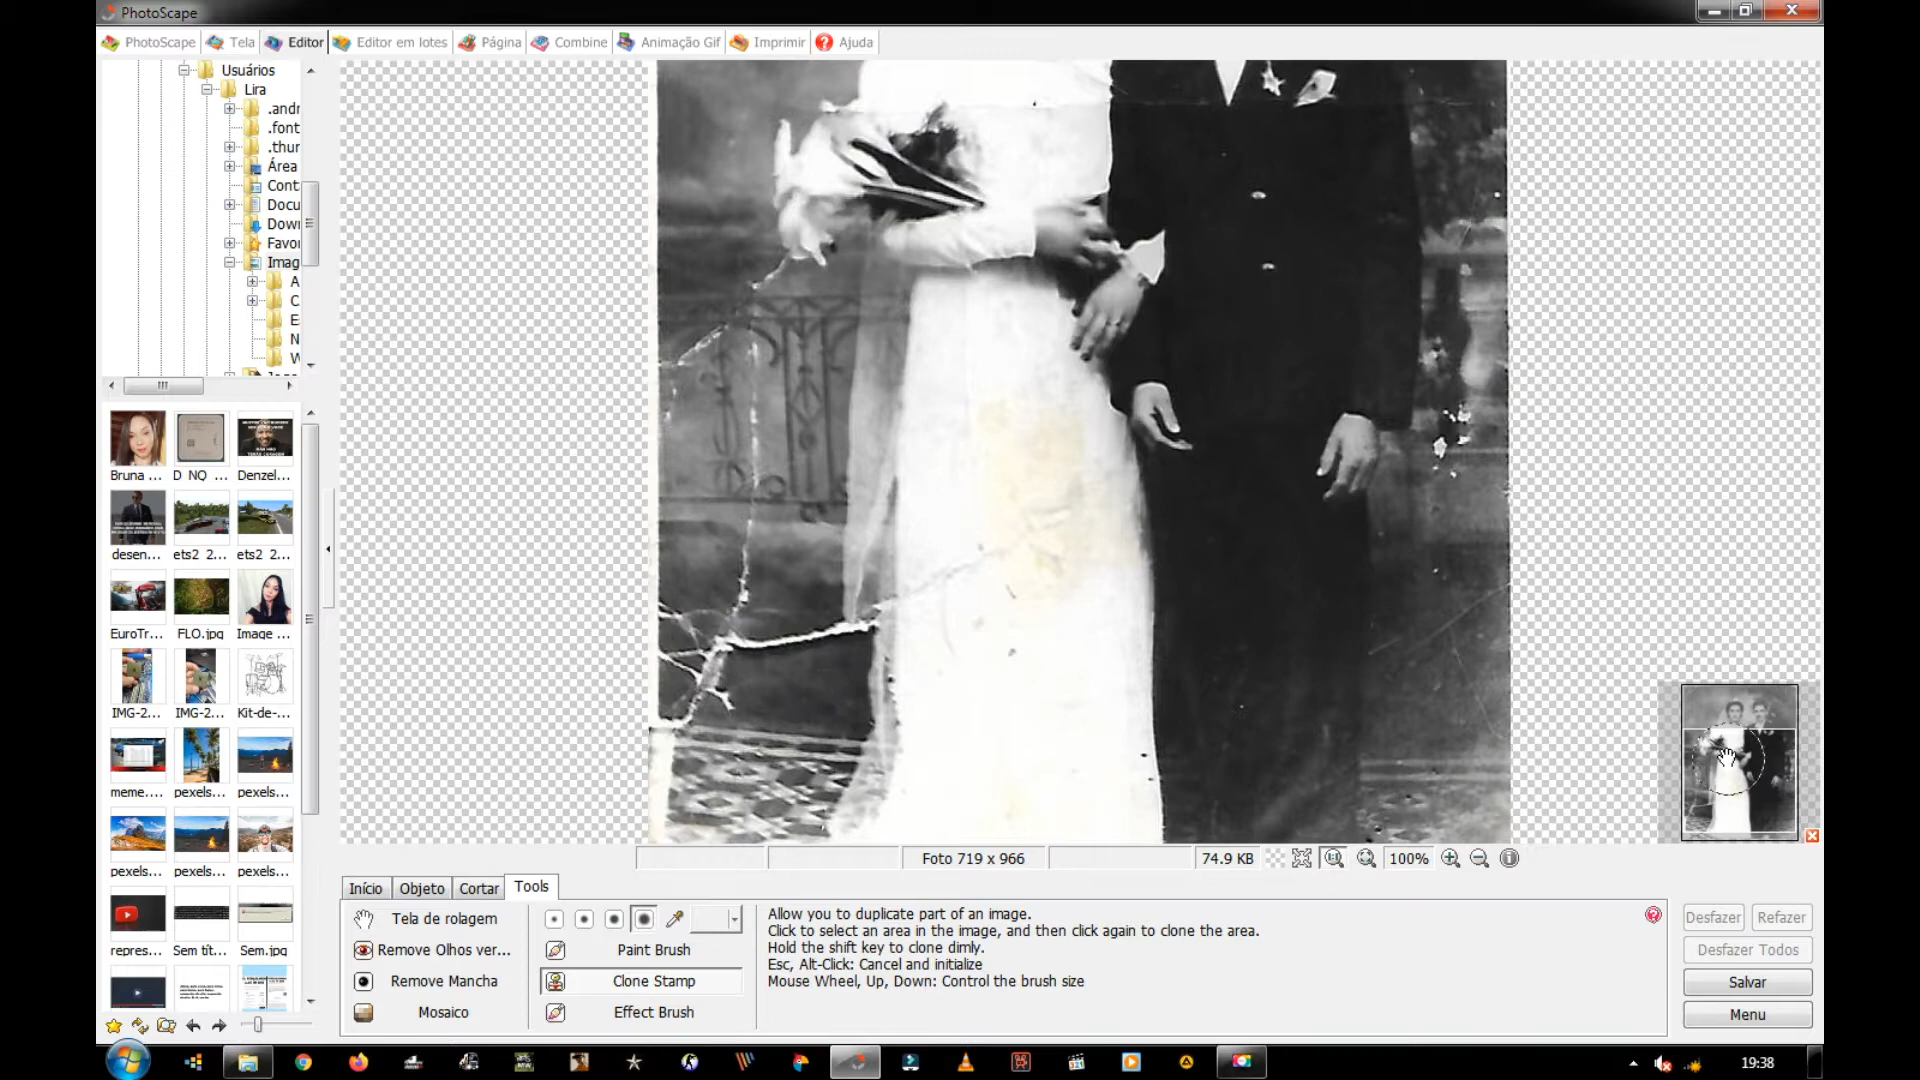 PhotoScape
PhotoScape
Tela
Editor
Editor em lotes
Página
Combine
Animação Gif
Imprimir
Ajuda
Usuários
Lira
.andr
.font
.thur
Área
Cont
Docu
Down
Favor
Imag
A
C
E
N
W
Bruna ...
D NQ ...
Denzel...
desen...
ets2 2...
ets2 2...
EuroTr...
FLO.jpg
Image ...
IMG-2...
IMG-2...
Kit-de-...
meme....
pexels...
pexels...
pexels...
pexels...
pexels...
repres...
Sem tít...
Sem.jpg
Foto 719 x 966
74.9 KB
100%
Início
Objeto
Cortar
Tools
Tela de rolagem
Remove Olhos ver...
Remove Mancha
Mosaico
Paint Brush
Clone Stamp
Effect Brush
Allow you to duplicate part of an image.
Click to select an area in the image, and then click again to clone the area.
Hold the shift key to clone dimly.
Esc, Alt-Click: Cancel and initialize
Mouse Wheel, Up, Down: Control the brush size
Desfazer
Refazer
Desfazer Todos
Salvar
Menu
19:38